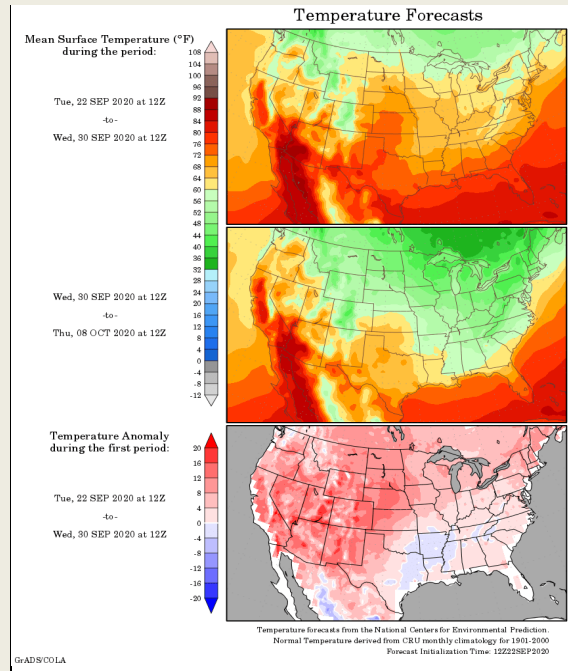 Temperature Forecasts
Mean Surface Temperature (°F)
during the period:
Tue, 22 SEP 2020 at 12Z
-to-
Wed, 30 SEP 2020 at 12Z
108
104
100
96
92
88
84
80
76
72
68
64
60
56
52
48
44
40
36
32
28
24
20
16
12
8
4
0
-4
-8
-12
Wed, 30 SEP 2020 at 12Z
-to-
Thu, 08 OCT 2020 at 12Z
Temperature Anomaly
during the first period:
Tue, 22 SEP 2020 at 12Z
-to-
Wed, 30 SEP 2020 at 12Z
20
16
12
8
4
0
-4
-8
-12
-16
-20
Temperature forecasts from the National Centers for Environmental Prediction.
Normal Temperature derived from CRU monthly climatology for 1901-2000
Forecast Initialization Time: 12Z22SEP2020
GrADS/COLA